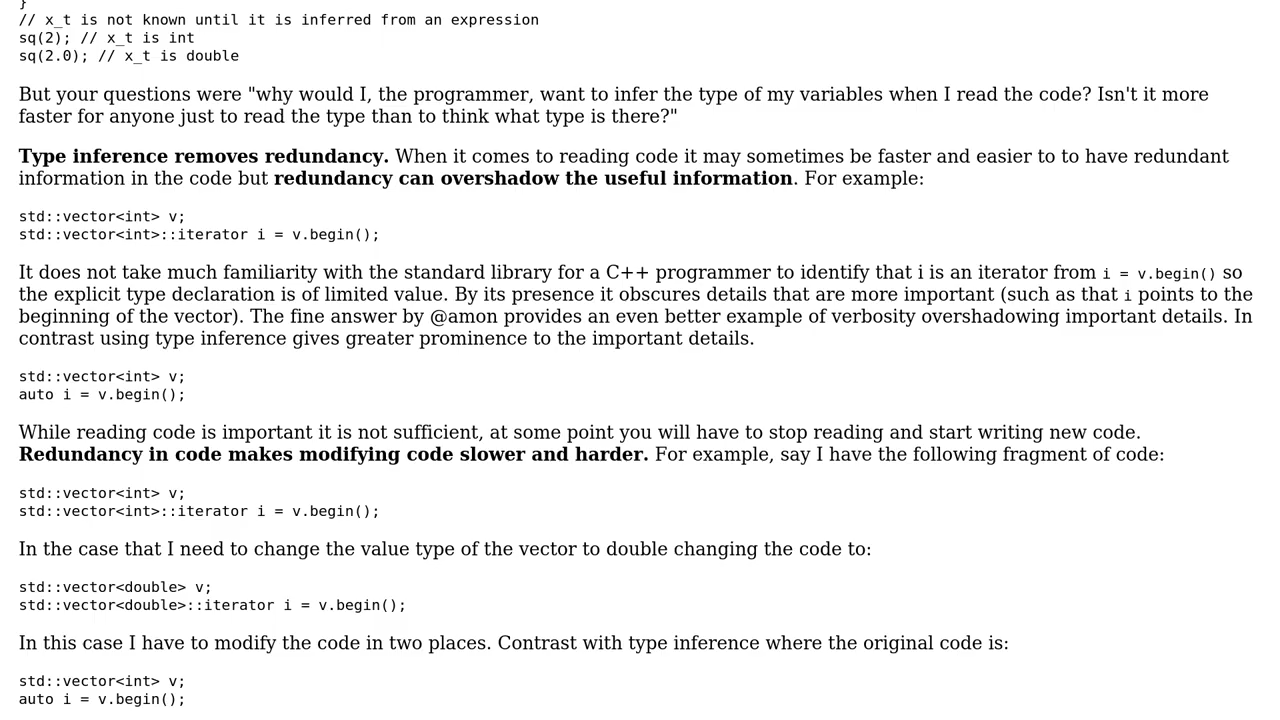 }
// x_t is not known until it is inferred from an expression
sq(2); // x_t is int
sq(2.0); // x_t is double
But your questions were "why would I, the programmer, want to infer the type of my variables when I read the code? Isn't it more
faster for anyone just to read the type than to think what type is there?"
Type inference removes redundancy. When it comes to reading code it may sometimes be faster and easier to to have redundant
information in the code but redundancy can overshadow the useful information. For example:
std::vector<int> v;
std::vector<int>::iterator i = v.begin();
It does not take much familiarity with the standard library for a C++ programmer to identify that i is an iterator from i = v.begin() so
the explicit type declaration is of limited value. By its presence it obscures details that are more important (such as that i points to the
beginning of the vector). The fine answer by @amon provides an even better example of verbosity overshadowing important details. In
contrast using type inference gives greater prominence to the important details.
std::vector<int> v;
auto i = v.begin();
While reading code is important it is not sufficient, at some point you will have to stop reading and start writing new code.
Redundancy in code makes modifying code slower and harder. For example, say I have the following fragment of code:
std::vector<int> v;
std::vector<int>::iterator i = v.begin();
In the case that I need to change the value type of the vector to double changing the code to:
std::vector<double> v;
std::vector<double>::iterator i = v.begin();
In this case I have to modify the code in two places. Contrast with type inference where the original code is:
std::vector<int> v;
auto i = v.begin();